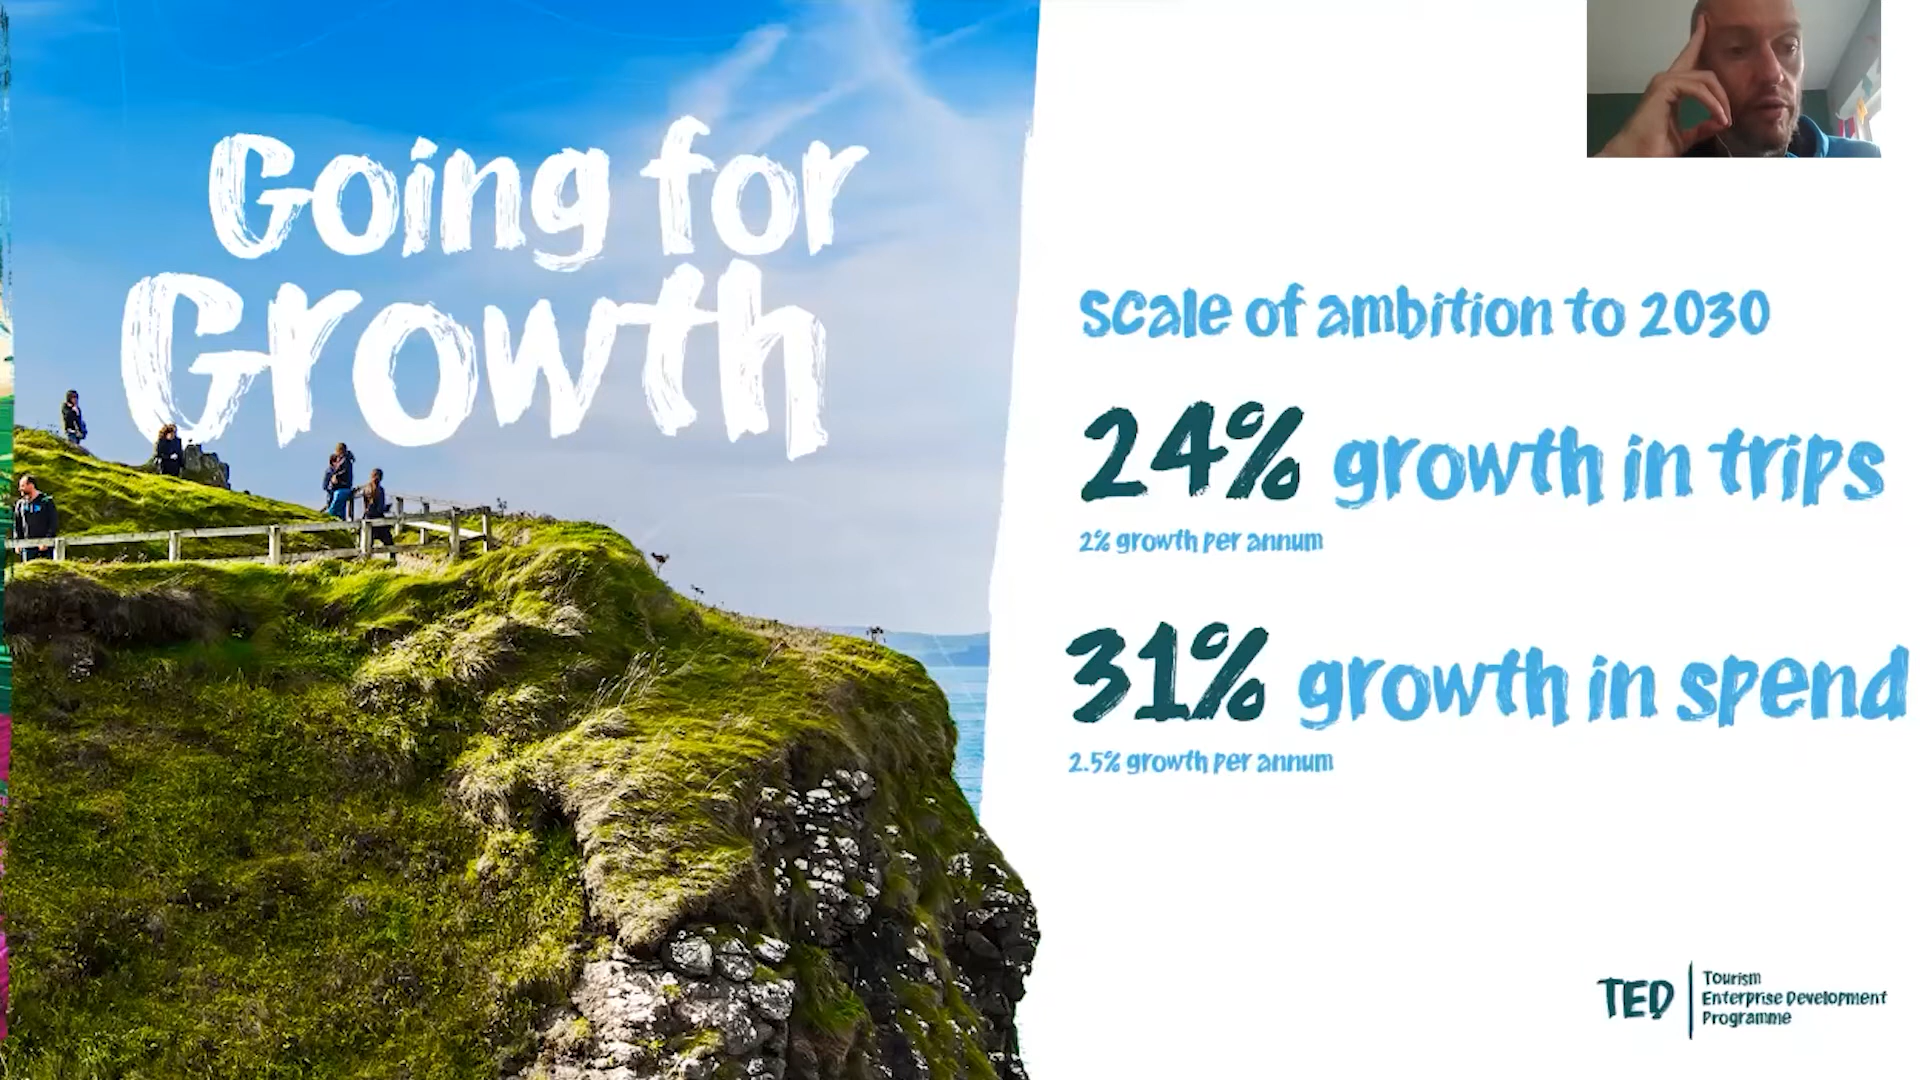 Going for
Growth
scale of ambition to 2030
24% growth in trips
2% growth per annum
31% growth in spend
2.5% growth per annum
TED
Tourism
Enterprise Development
Programme